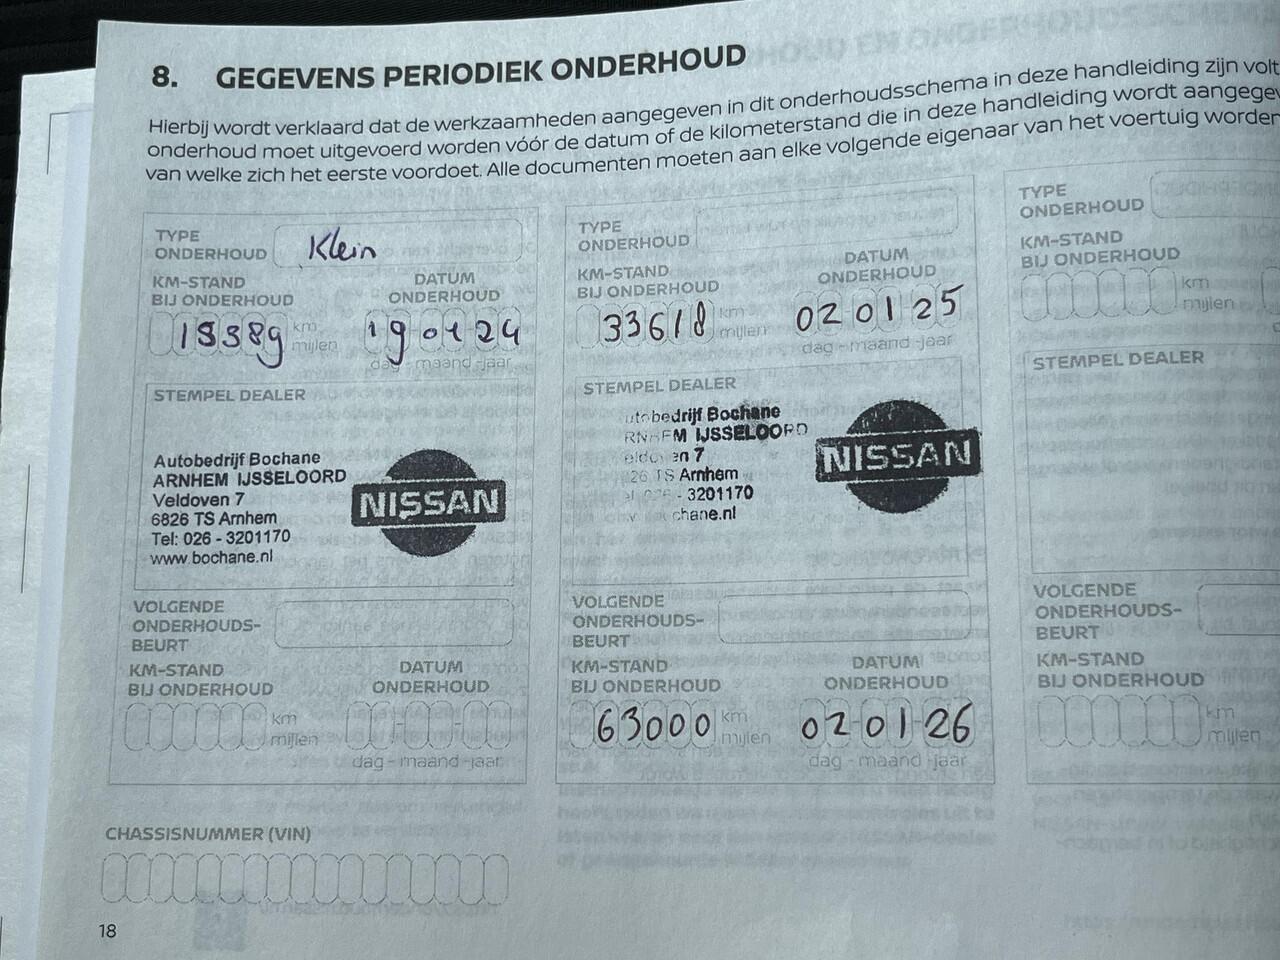 8. GEGEVENS PERIODIEK ONDERHOUD
Hierbij wordt verklaard dat de werkzaamheden aangegeven in dit onderhoudsschema in deze handleiding zijn volt
onderhoud moet uitgevoerd worden vóór de datum of de kilometerstand die in deze handleiding wordt aangegev
van welke zich het eerste voordoet. Alle documenten moeten aan elke volgende eigenaar van het voertuig worden
TYPE
ONDERHOUD
Klein
KM-STAND
BIJ ONDERHOUD
DATUM
ONDERHOUD
km
mijlen
19 01 24
dag - maand - jaar
STEMPEL DEALER
Autobedrijf Bochane
ARNHEM IJSSELOORD
Veldoven 7
6826 TS Arnhem
Tel: 026 - 3201170
www.bochane.nl
NISSAN
VOLGENDE
ONDERHOUDS-
BEURT
KM-STAND
BIJ ONDERHOUD
DATUM
ONDERHOUD
km
mijlen
dag - maand - jaar
TYPE
ONDERHOUD
KM-STAND
BIJ ONDERHOUD
DATUM
ONDERHOUD
33618
km
mijlen
02 01 25
dag - maand - jaar
STEMPEL DEALER
utobedrijf Bochane
IJSSELOORD
7
26 TS Arnhem
- 3201170
chane.nl
NISSAN
VOLGENDE
ONDERHOUDS-
BEURT
KM-STAND
BIJ ONDERHOUD
DATUM
ONDERHOUD
63000
km
mijlen
02 01 26
dag - maand - jaar
TYPE
ONDERHOUD
KM-STAND
BIJ ONDERHOUD
km
mijlen
STEMPEL DEALER
VOLGENDE
ONDERHOUDS-
BEURT
KM-STAND
BIJ ONDERHOUD
km
mijlen
CHASSISNUMMER (VIN)
18